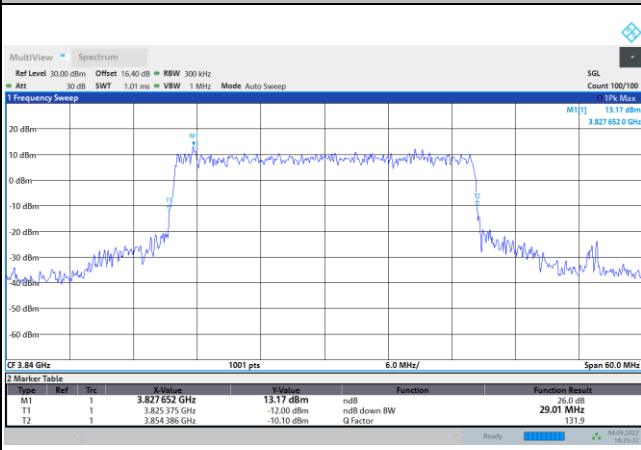 MultiView Spectrum
Ref Level 30.00 dBm Offset 16.40 dB RBW 300 kHz SGL
Att 30 dB SWT 1.01 ms VBW 1 MHz Mode Auto Sweep Count 100/100
1 Frequency Sweep 1Pk Max
M1[1] 13.17 dBm
3.827 652 0 GHz
20 dBm
M1
10 dBm
0 dBm
T1
T2
-10 dBm
-20 dBm
-30 dBm
-40 dBm
-50 dBm
-60 dBm
CF 3.84 GHz 1001 pts 6.0 MHz/ Span 60.0 MHz
2 Marker Table
Type Ref Trc X-Value Y-Value Function Function Result
M1 1 3.827 652 GHz 13.17 dBm ndB 26.0 dB
T1 1 3.825 375 GHz -12.00 dBm ndB down BW 29.01 MHz
T2 1 3.854 386 GHz -10.10 dBm Q Factor 131.9
Ready 04.09.2022
18:25:32